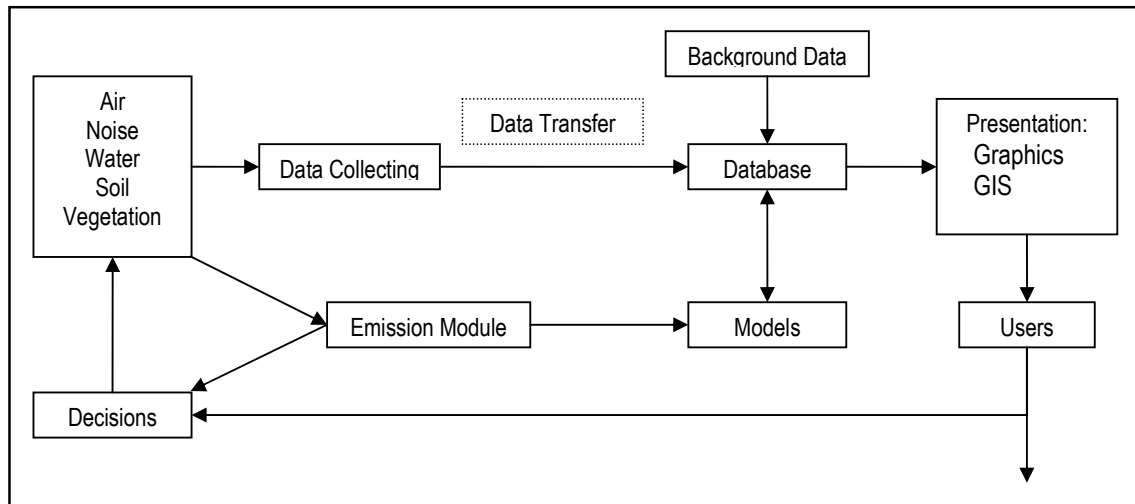 Background Data
Air
Noise
Water
Soil
Vegetation
Data Transfer
Data Collecting
Database
Presentation:
Graphics
GIS
Emission Module
Models
Users
Decisions